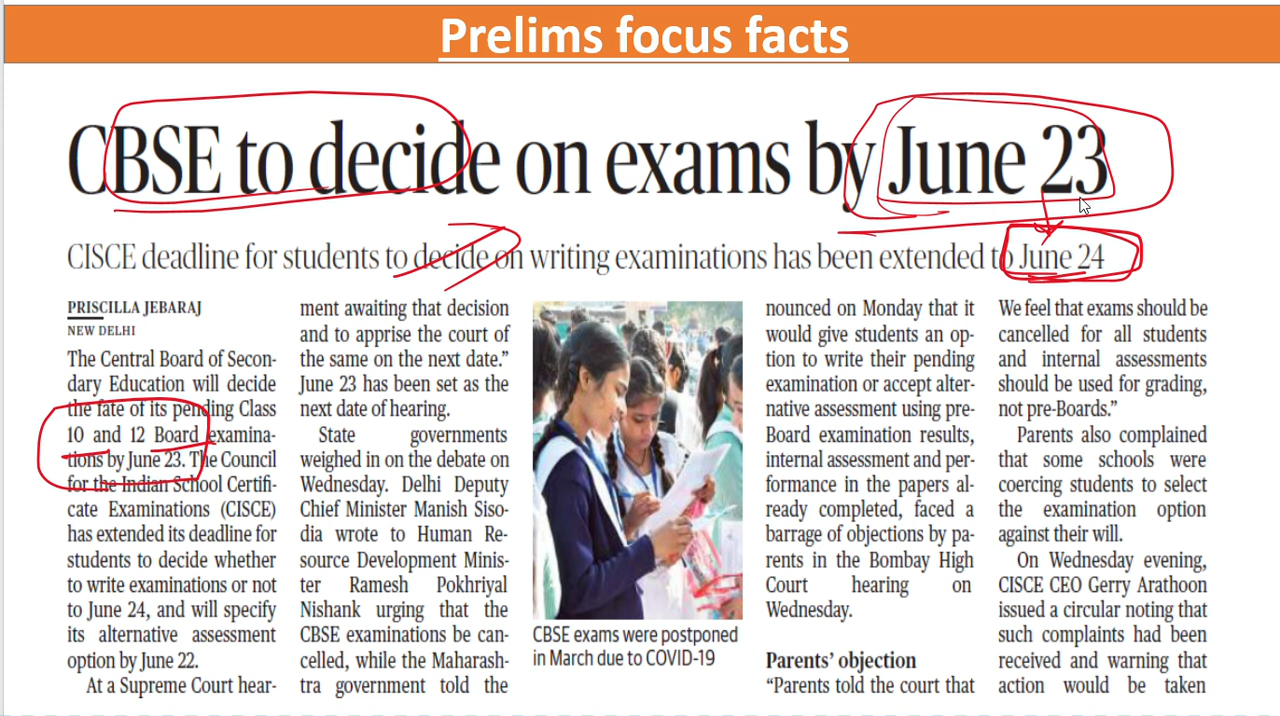 Prelims focus facts
CBSE to decide on exams by June 23
CISCE deadline for students to decide on writing examinations has been extended to June 24
PRISCILLA JEBARAJ
NEW DELHI
The Central Board of Secon-
dary Education will decide
the fate of its pending Class
10 and 12 Board examina-
tions by June 23. The Council
for the Indian School Certifi-
cate Examinations (CISCE)
has extended its deadline for
students to decide whether
to write examinations or not
to June 24, and will specify
its alternative assessment
option by June 22.
At a Supreme Court hear-
ment awaiting that decision
and to apprise the court of
the same on the next date.”
June 23 has been set as the
next date of hearing.
State governments
weighed in on the debate on
Wednesday. Delhi Deputy
Chief Minister Manish Siso-
dia wrote to Human Re-
source Development Minis-
ter Ramesh Pokhriyal
Nishank urging that the
CBSE examinations be can-
celled, while the Maharash-
tra government told the
CBSE exams were postponed
in March due to COVID-19
nounced on Monday that it
would give students an op-
tion to write their pending
examination or accept alter-
native assessment using pre-
Board examination results,
internal assessment and per-
formance in the papers al-
ready completed, faced a
barrage of objections by pa-
rents in the Bombay High
Court hearing on
Wednesday.
Parents’ objection
“Parents told the court that
We feel that exams should be
cancelled for all students
and internal assessments
should be used for grading,
not pre-Boards.”
Parents also complained
that some schools were
coercing students to select
the examination option
against their will.
On Wednesday evening,
CISCE CEO Gerry Arathoon
issued a circular noting that
such complaints had been
received and warning that
action would be taken